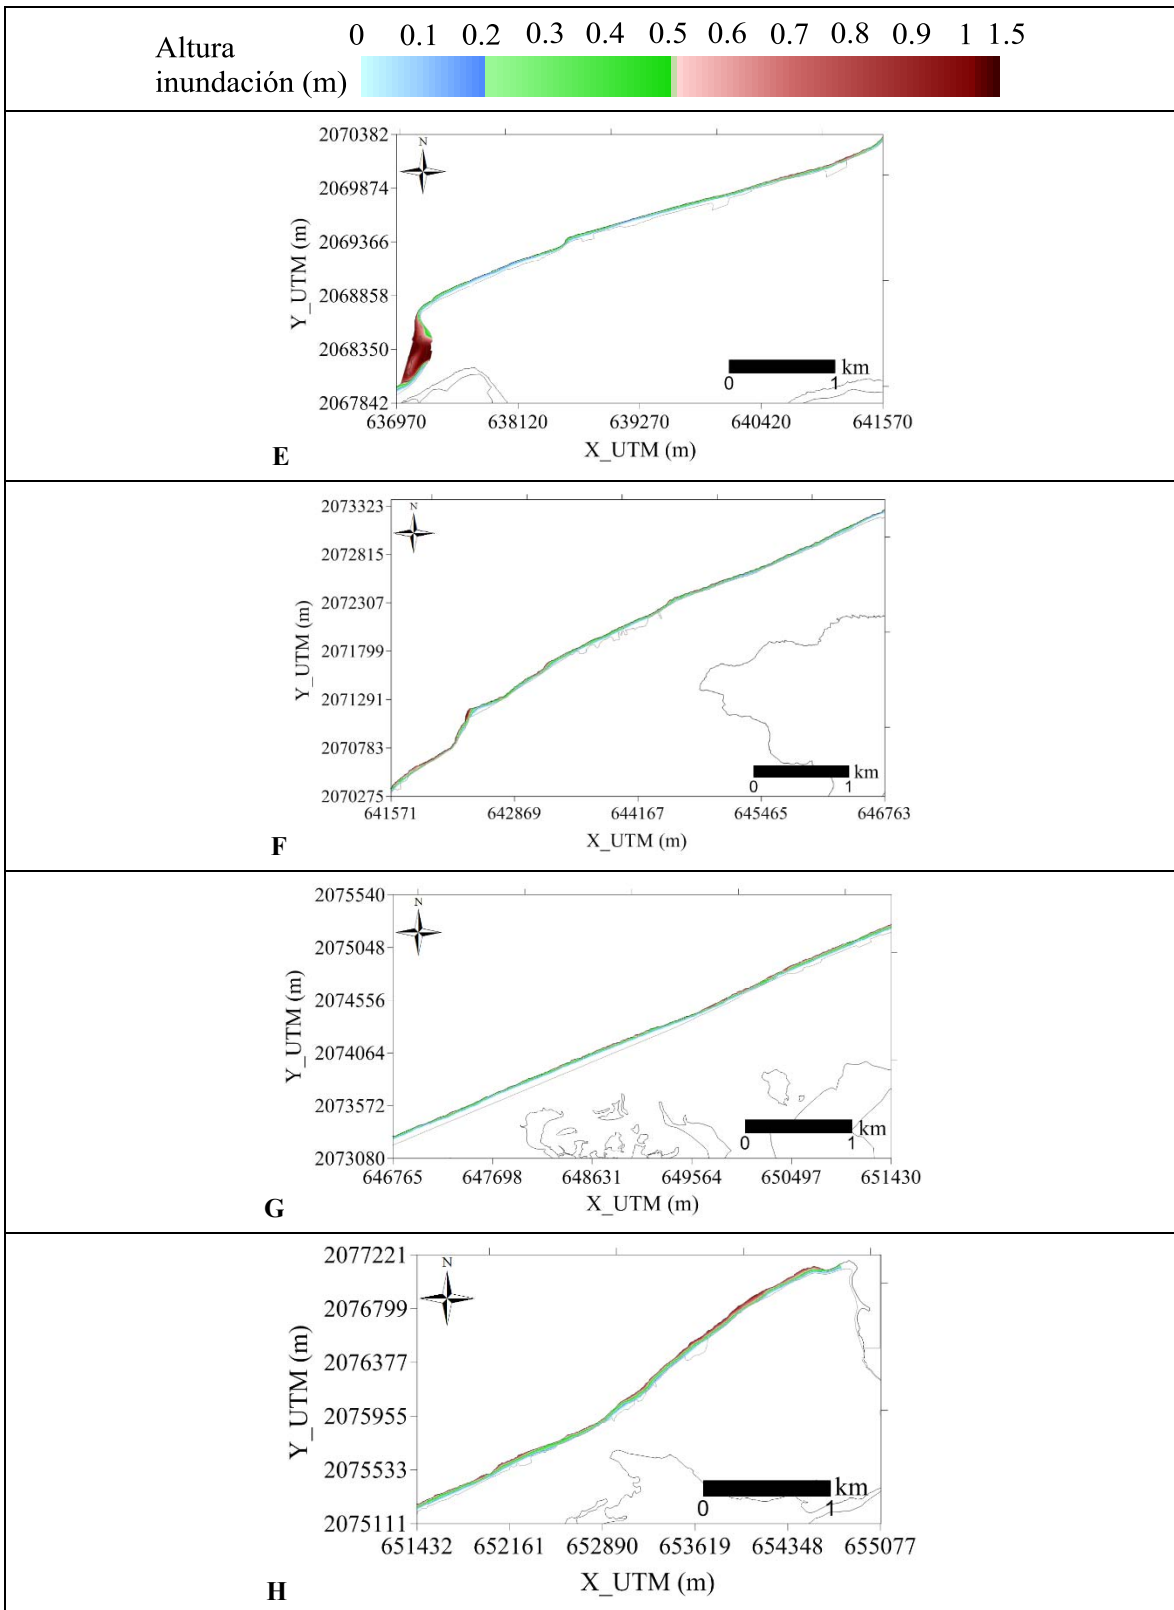 Altura
inundación (m)
0 0.1 0.2 0.3 0.4 0.5 0.6 0.7 0.8 0.9 1 1.5
2070382
2069874
2069366
2068858
2068350
2067842
Y_UTM (m)
N
km
0 1
636970 638120 639270 640420 641570
X_UTM (m)
E
2073323
2072815
2072307
2071799
2071291
2070783
2070275
Y_UTM (m)
N
km
0 1
641571 642869 644167 645465 646763
X_UTM (m)
F
2075540
2075048
2074556
2074064
2073572
2073080
Y_UTM (m)
N
km
0 1
646765 647698 648631 649564 650497 651430
X_UTM (m)
G
2077221
2076799
2076377
2075955
2075533
2075111
Y_UTM (m)
N
km
0 1
651432 652161 652890 653619 654348 655077
X_UTM (m)
H